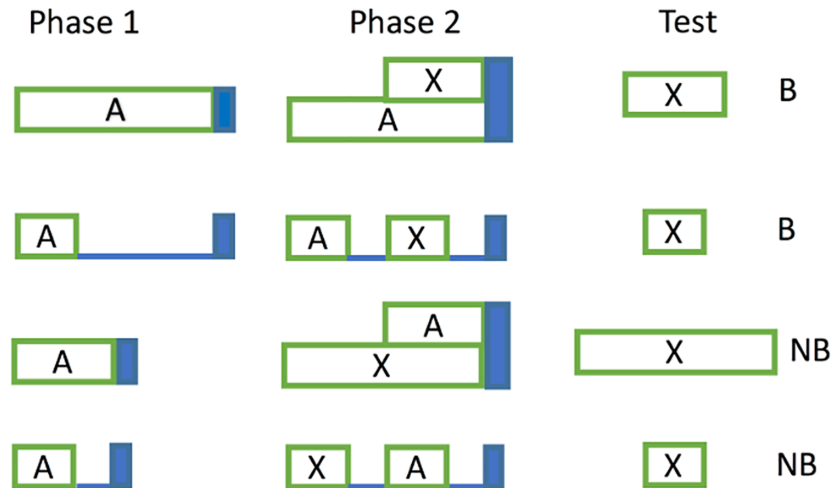 Phase 1 Phase 2 Test
A X A X B
A A X X B
A A X X NB
A X A X NB